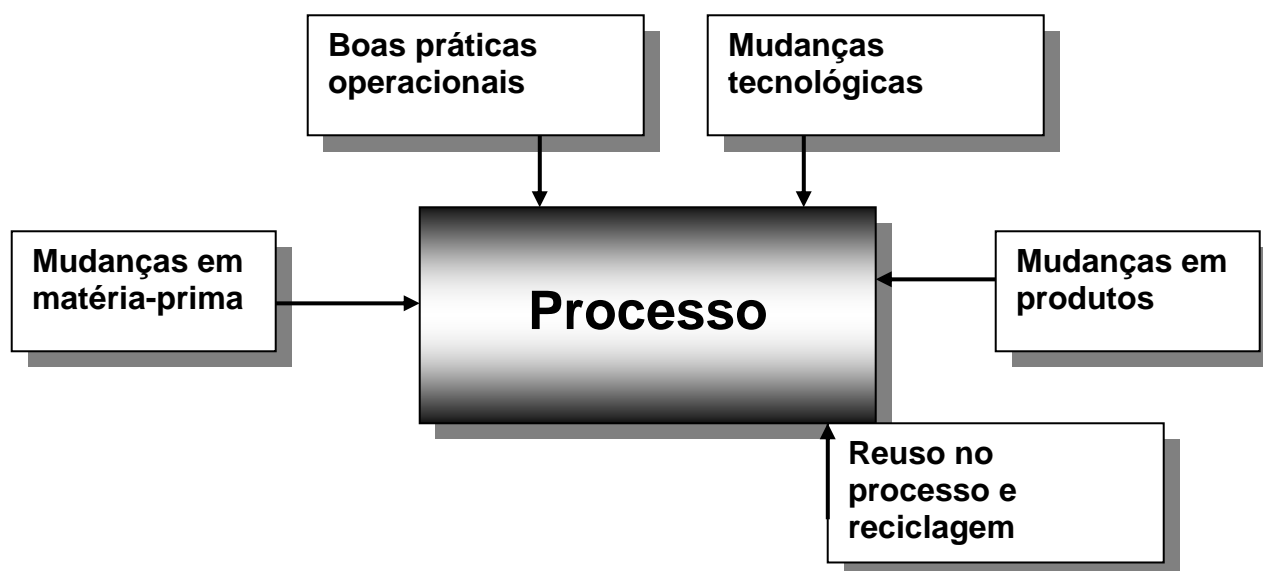 Boas práticas
operacionais
Mudanças
tecnológicas
Mudanças em
matéria-prima
Processo
Mudanças em
produtos
Reuso no
processo e
reciclagem